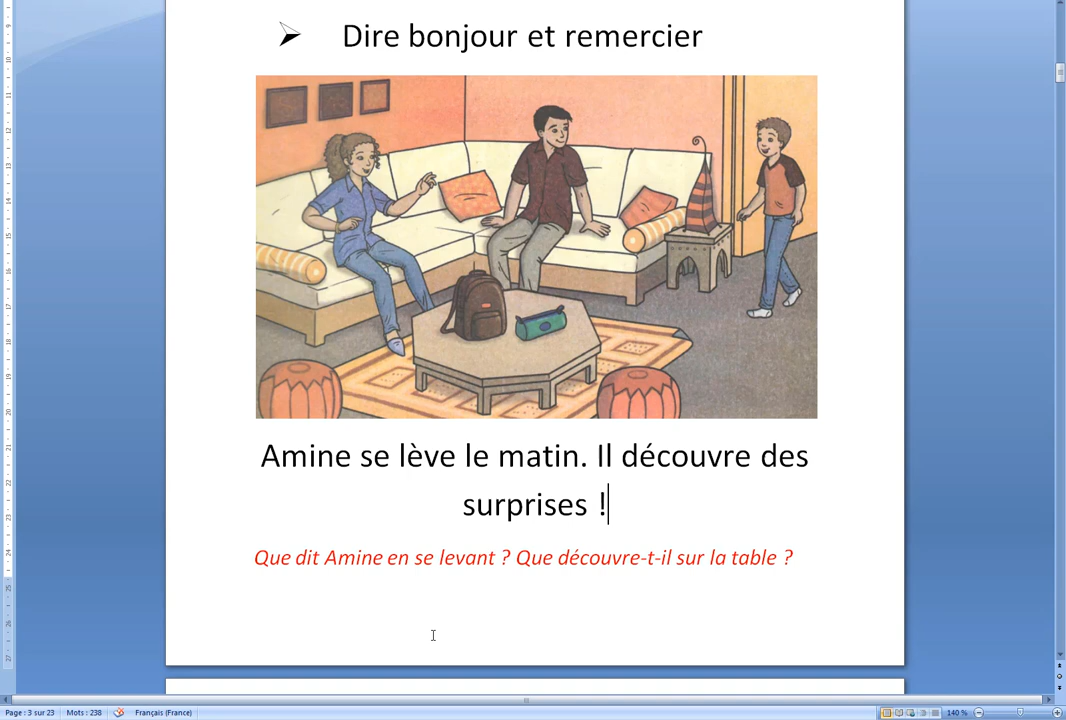 Dire bonjour et remercier
Amine se lève le matin. Il découvre des
surprises !
Que dit Amine en se levant ? Que découvre-t-il sur la table ?
Page : 3 sur 23 Mots : 238 Français (France) 140 %